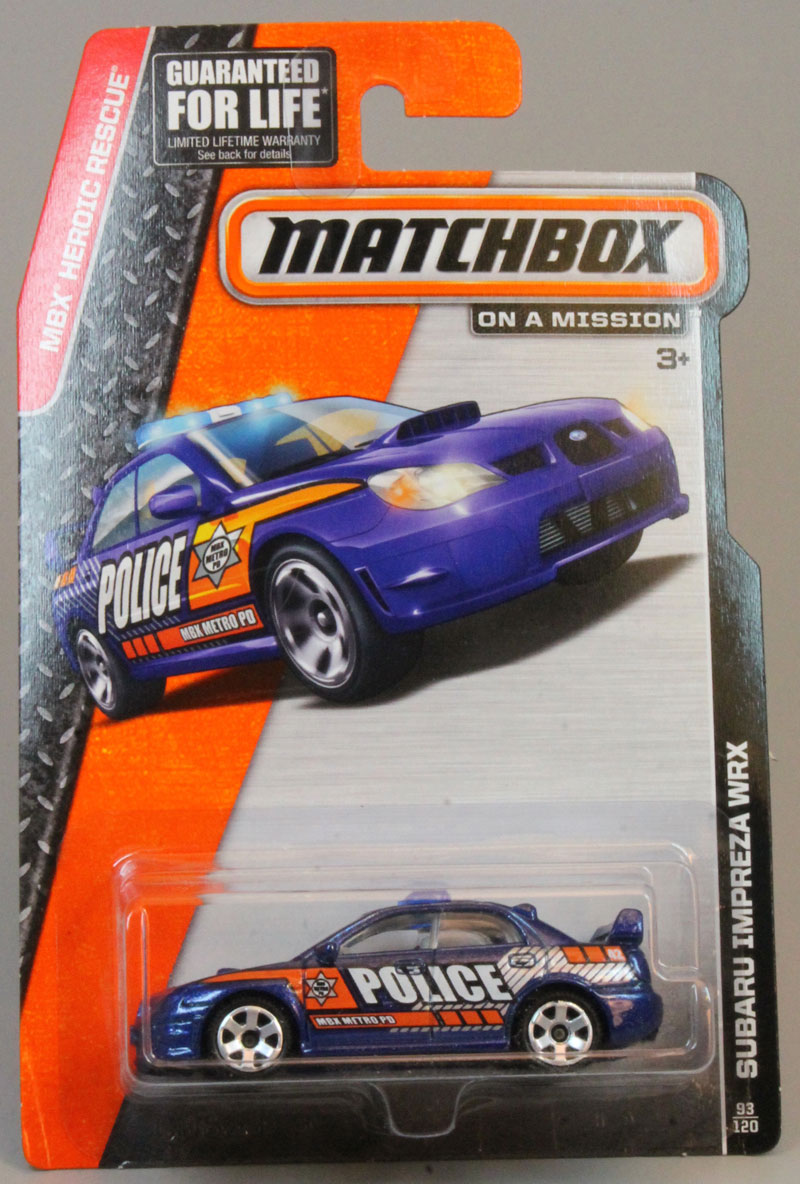 GUARANTEED
FOR LIFE*
LIMITED LIFETIME WARRANTY
See back for details
MBX® HEROIC RESCUE®
MATCHBOX
ON A MISSION
3+
POLICE
MBX
METRO
PD
MBX METRO PD
SUBARU IMPREZA WRX
93
120
POLICE
MBX METRO PD